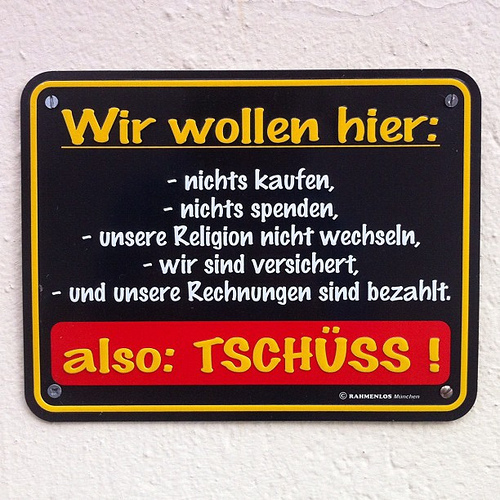 Wir wollen hier:
- nichts kaufen,
- nichts spenden,
- unsere Religion nicht wechseln,
- wir sind versichert,
- und unsere Rechnungen sind bezahlt.
also: TSCHÜSS !
© RAHMENLOS München